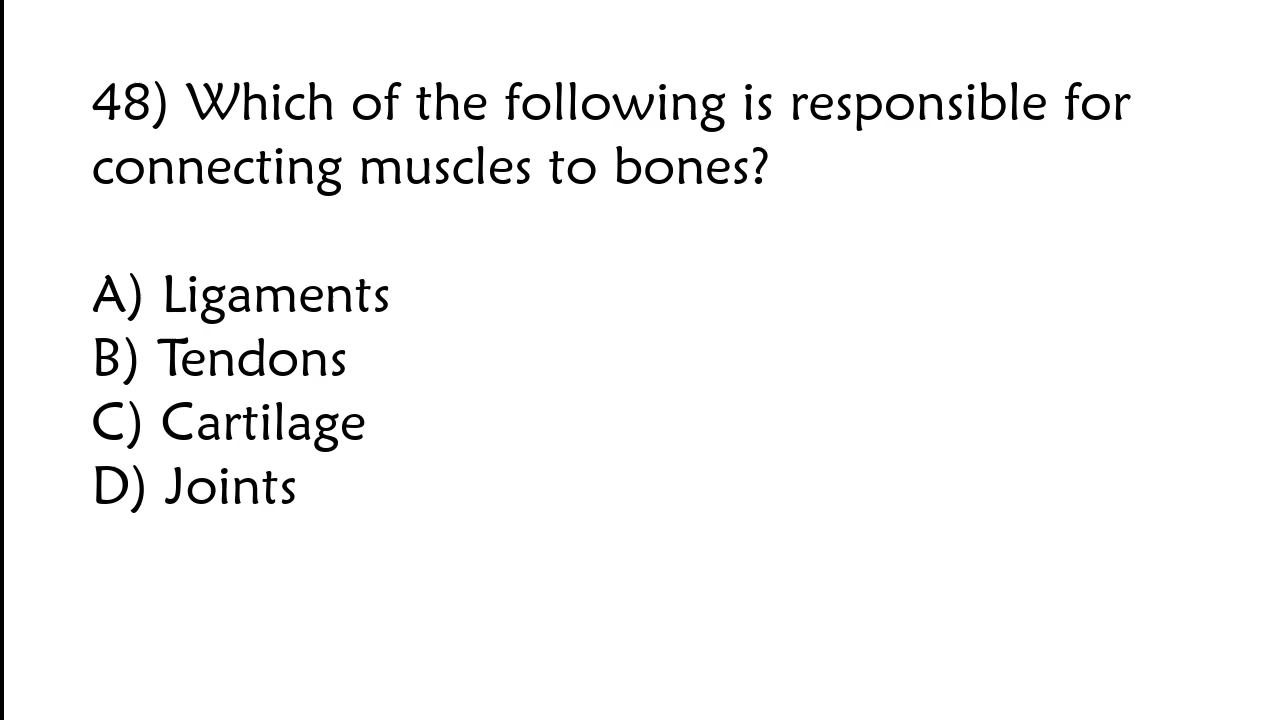 48) Which of the following is responsible for
connecting muscles to bones?
A) Ligaments
B) Tendons
C) Cartilage
D) Joints